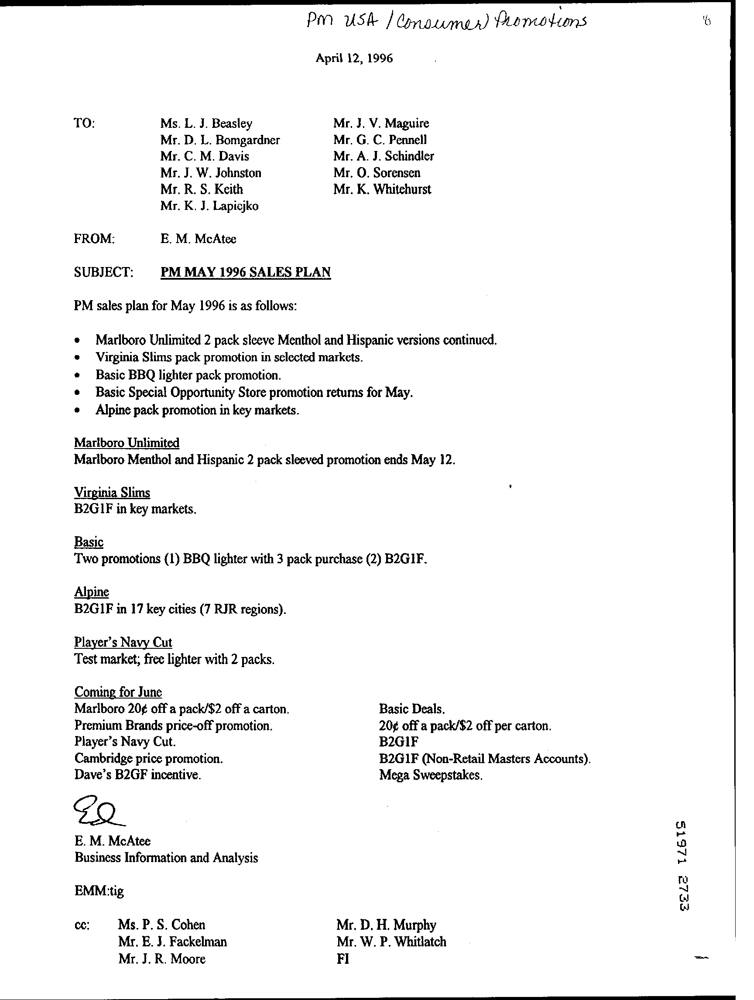 PM USA / (Consumer) Promotions
April 12, 1996
TO: Ms. L. J. Beasley Mr. J. V. Maguire
Mr. D. L. Bomgardner Mr. G. C. Pennell
Mr. C. M. Davis Mr. A. J. Schindler
Mr. J. W. Johnston Mr. O. Sorensen
Mr. R. S. Keith Mr. K. Whitehurst
Mr. K. J. Lapiejko
FROM: E. M. McAtee
SUBJECT: PM MAY 1996 SALES PLAN
PM sales plan for May 1996 is as follows:
• Marlboro Unlimited 2 pack sleeve Menthol and Hispanic versions continued.
• Virginia Slims pack promotion in selected markets.
• Basic BBQ lighter pack promotion.
• Basic Special Opportunity Store promotion returns for May.
• Alpine pack promotion in key markets.
Marlboro Unlimited
Marlboro Menthol and Hispanic 2 pack sleeved promotion ends May 12.
Virginia Slims
B2G1F in key markets.
Basic
Two promotions (1) BBQ lighter with 3 pack purchase (2) B2G1F.
Alpine
B2G1F in 17 key cities (7 RJR regions).
Player's Navy Cut
Test market; free lighter with 2 packs.
Coming for June
Marlboro 20¢ off a pack/$2 off a carton. Basic Deals.
Premium Brands price-off promotion. 20¢ off a pack/$2 off per carton.
Player's Navy Cut. B2G1F
Cambridge price promotion. B2G1F (Non-Retail Masters Accounts).
Dave's B2GF incentive. Mega Sweepstakes.
E. M. McAtee
Business Information and Analysis
EMM:tig
cc: Ms. P. S. Cohen Mr. D. H. Murphy
Mr. E. J. Fackelman Mr. W. P. Whitlatch
Mr. J. R. Moore FI
51971 2733